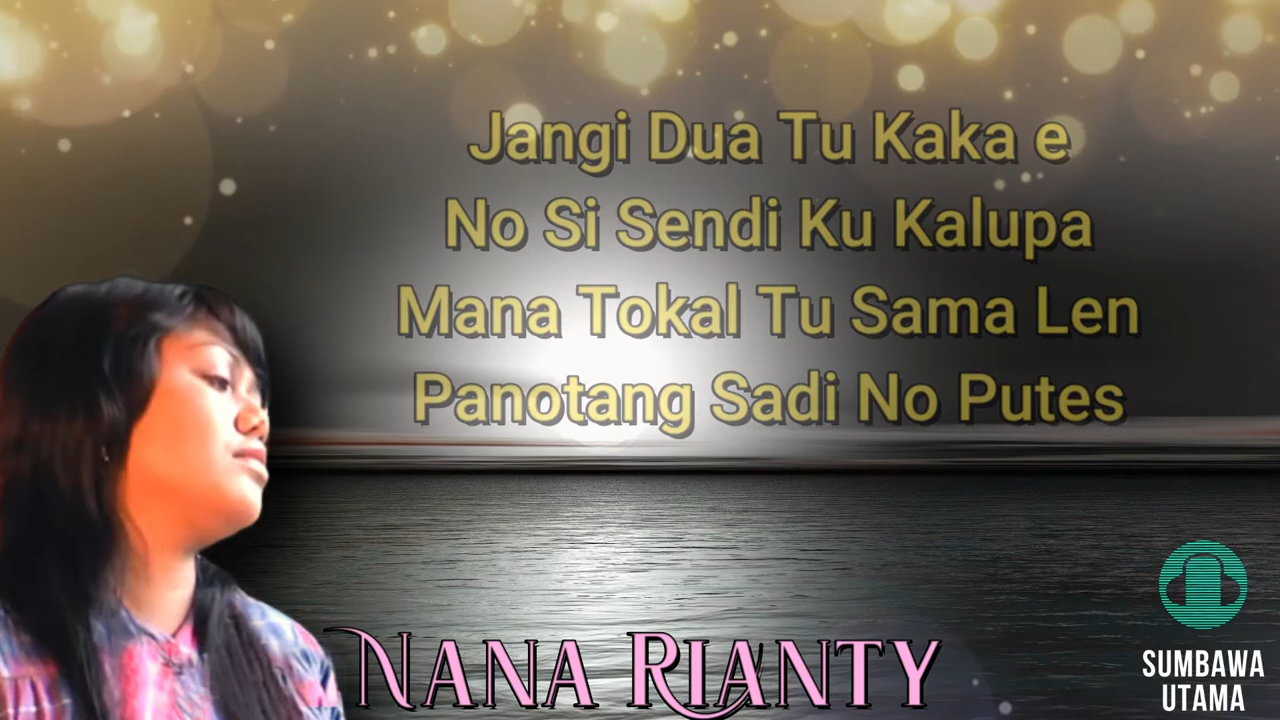 Jangi Dua Tu Kaka e
No Si Sendi Ku Kalupa
Mana Tokal Tu Sama Len
Panotang Sadi No Putes
NANA RIANTY
SUMBAWA
UTAMA